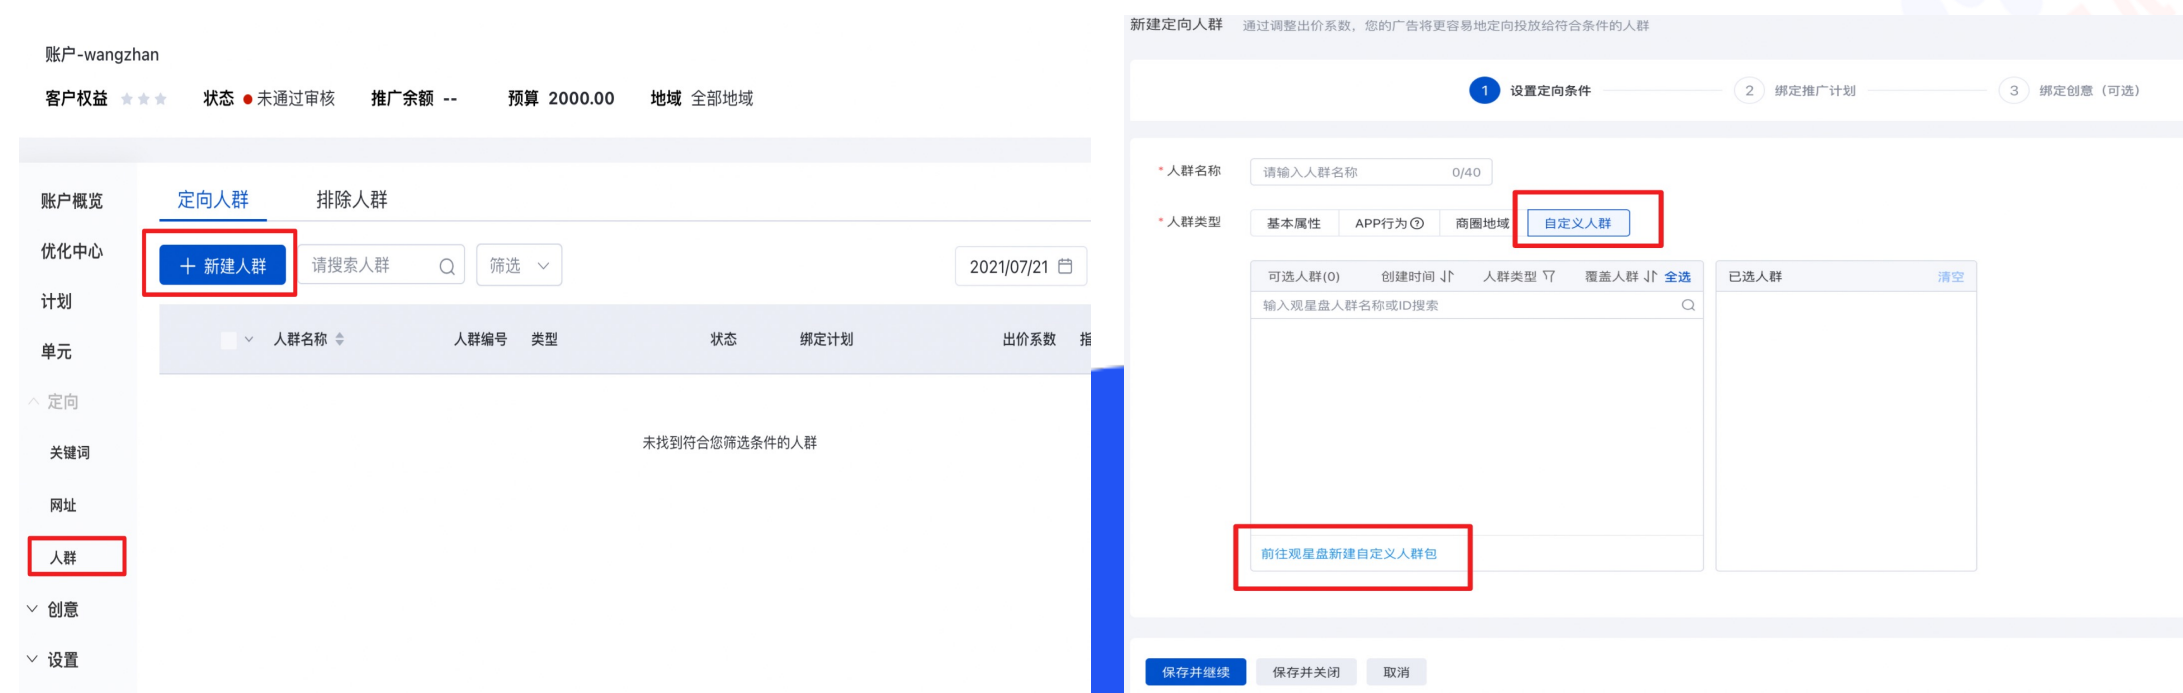 账户-wangzhan
客户权益 状态 未通过审核 推广余额 -- 预算 2000.00 地域 全部地域
账户概览
优化中心
计划
单元
定向
关键词
网址
人群
创意
设置
定向人群 排除人群
+ 新建人群 请搜索人群 筛选 2021/07/21
人群名称 人群编号 类型 状态 绑定计划 出价系数 指
未找到符合您筛选条件的人群
新建定向人群 通过调整出价系数，您的广告将更容易地定向投放给符合条件的人群
1 设置定向条件 2 绑定推广计划 3 绑定创意（可选）
* 人群名称 请输入人群名称 0/40
* 人群类型 基本属性 APP行为? 商圈地域 自定义人群
可选人群(0) 创建时间 人群类型 覆盖人群 全选 已选人群 清空
输入观星盘人群名称或ID搜索
前往观星盘新建自定义人群包
保存并继续 保存并关闭 取消